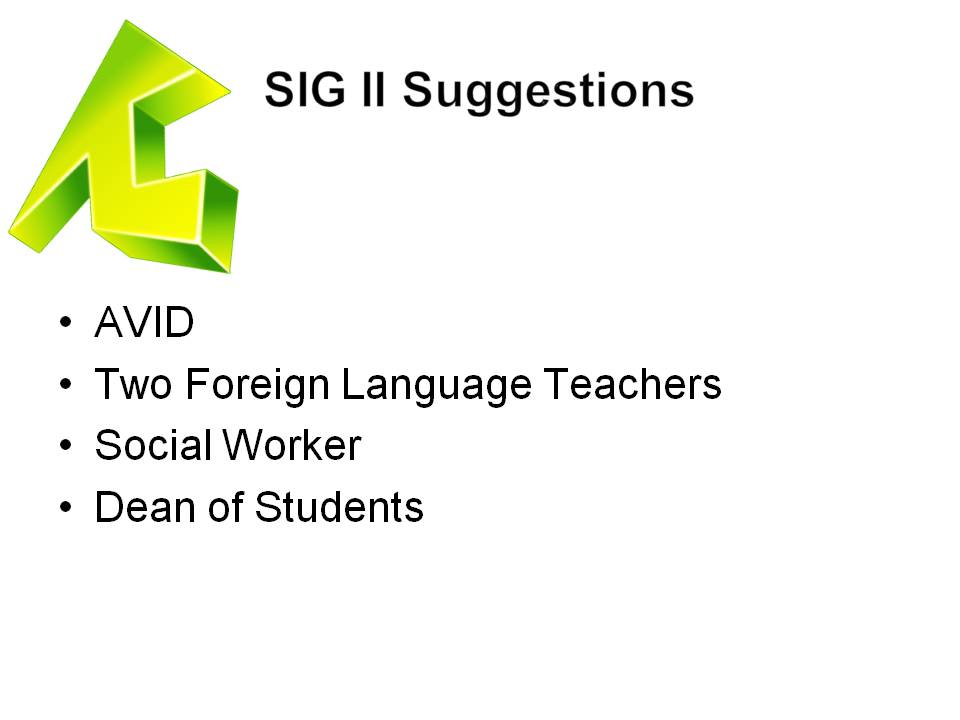 SIG II Suggestions
• AVID
• Two Foreign Language Teachers
• Social Worker
• Dean of Students